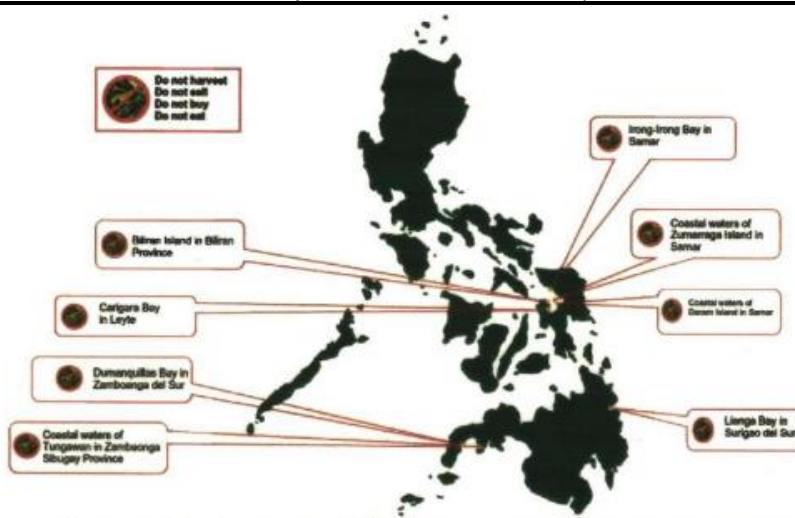 Do not harvest
Do not sell
Do not buy
Do not eat
Irong-Irong Bay in
Samar
Biliran Island in Biliran
Province
Coastal waters of
Zumarraga Island in
Samar
Carigara Bay
in Leyte
Coastal waters of
Daram Island in Samar
Dumanquillas Bay in
Zamboanga del Sur
Lianga Bay in
Surigao del Sur
Coastal waters of
Tungawan in Zamboanga
Sibugay Province